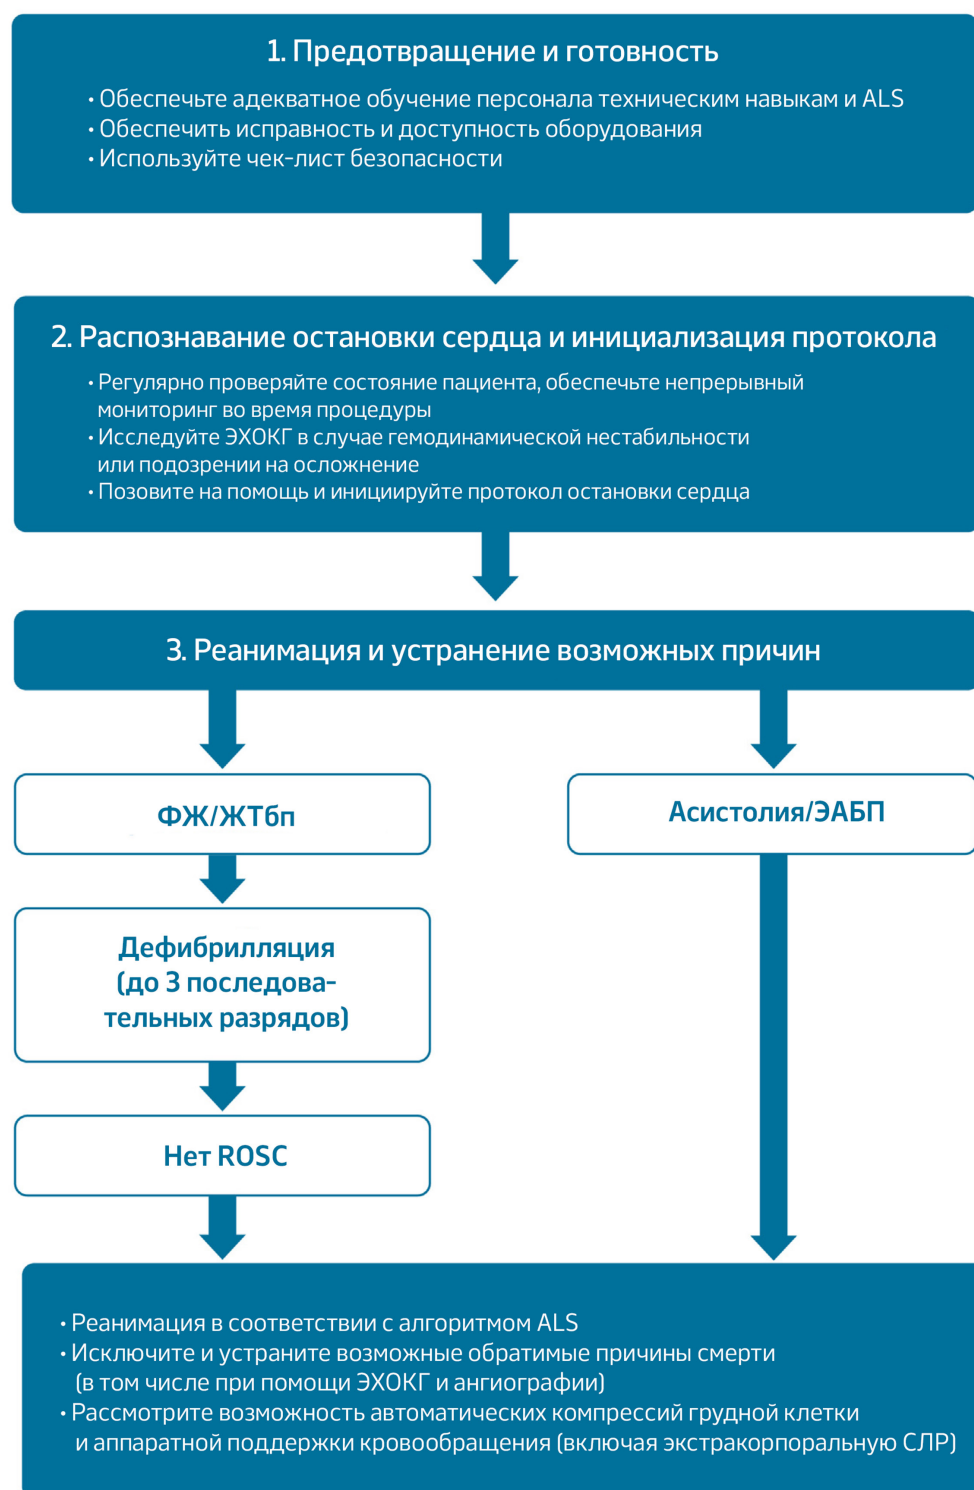 1. Предотвращение и готовность
• Обеспечьте адекватное обучение персонала техническим навыкам и ALS
• Обеспечить исправность и доступность оборудования
• Используйте чек-лист безопасности
2. Распознавание остановки сердца и инициализация протокола
• Регулярно проверяйте состояние пациента, обеспечьте непрерывный
мониторинг во время процедуры
• Исследуйте ЭХОКГ в случае гемодинамической нестабильности
или подозрении на осложнение
• Позовите на помощь и инициируйте протокол остановки сердца
3. Реанимация и устранение возможных причин
ФЖ/ЖТбп
Дефибрилляция
(до 3 последова-
тельных разрядов)
Нет ROSC
Асистолия/ЭАБП
• Реанимация в соответствии с алгоритмом ALS
• Исключите и устраните возможные обратимые причины смерти
(в том числе при помощи ЭХОКГ и ангиографии)
• Рассмотрите возможность автоматических компрессий грудной клетки
и аппаратной поддержки кровообращения (включая экстракорпоральную СЛР)